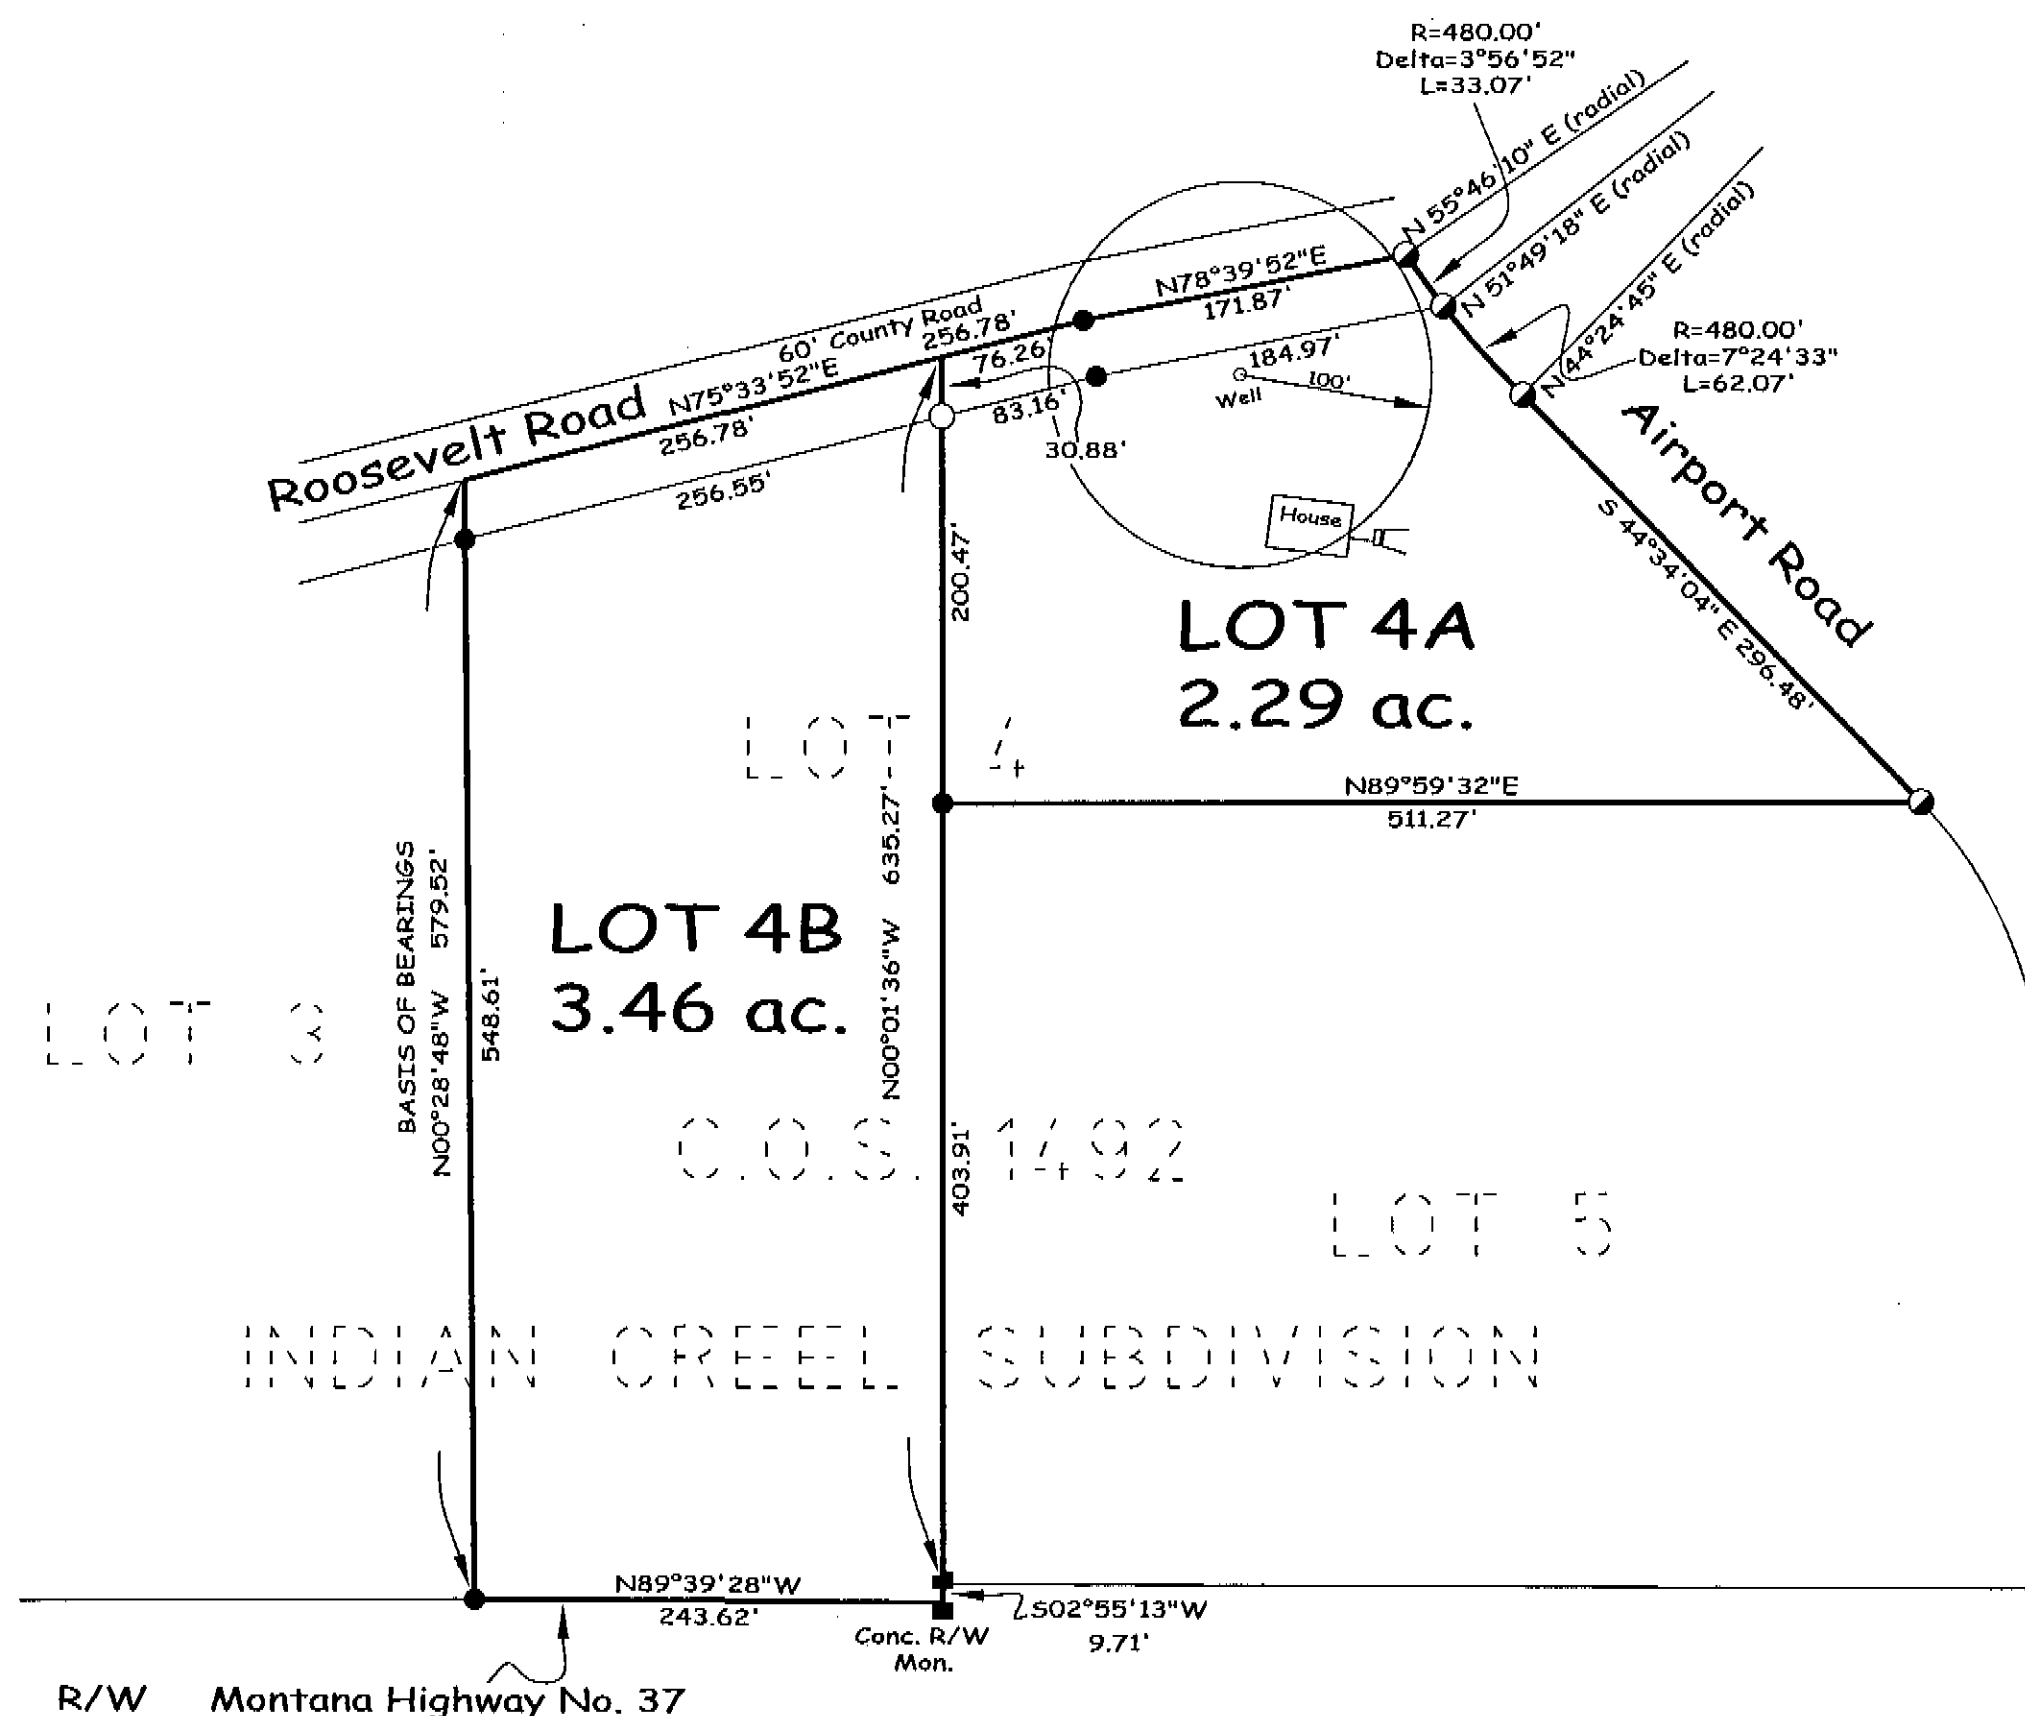 R=480.00'
Delta=3°56'52"
L=33.07'
N 55°46'10" E (radial)
N 51°49'18" E (radial)
N 44°24'45" E (radial)
R=480.00'
Delta=7°24'33"
L=62.07'
N78°39'52"E
171.87'
60' County Road
256.78'
76.26'
N75°33'52"E
256.78'
Roosevelt Road
256.55'
83.16'
30.88'
184.97'
100'
Well
House
Airport Road
S 44°34'04" E 296.48'
200.47'
LOT 4A
2.29 ac.
LOT 4
N89°59'32"E
511.27'
BASIS OF BEARINGS
N00°28'48"W 579.52'
548.61'
LOT 4B
3.46 ac.
N00°01'36"W 635.27'
403.91'
LOT 3
C.O.S. 1492
LOT 5
INDIAN CREEL SUBDIVISION
N89°39'28"W
243.62'
S02°55'13"W
9.71'
Conc. R/W
Mon.
R/W Montana Highway No. 37